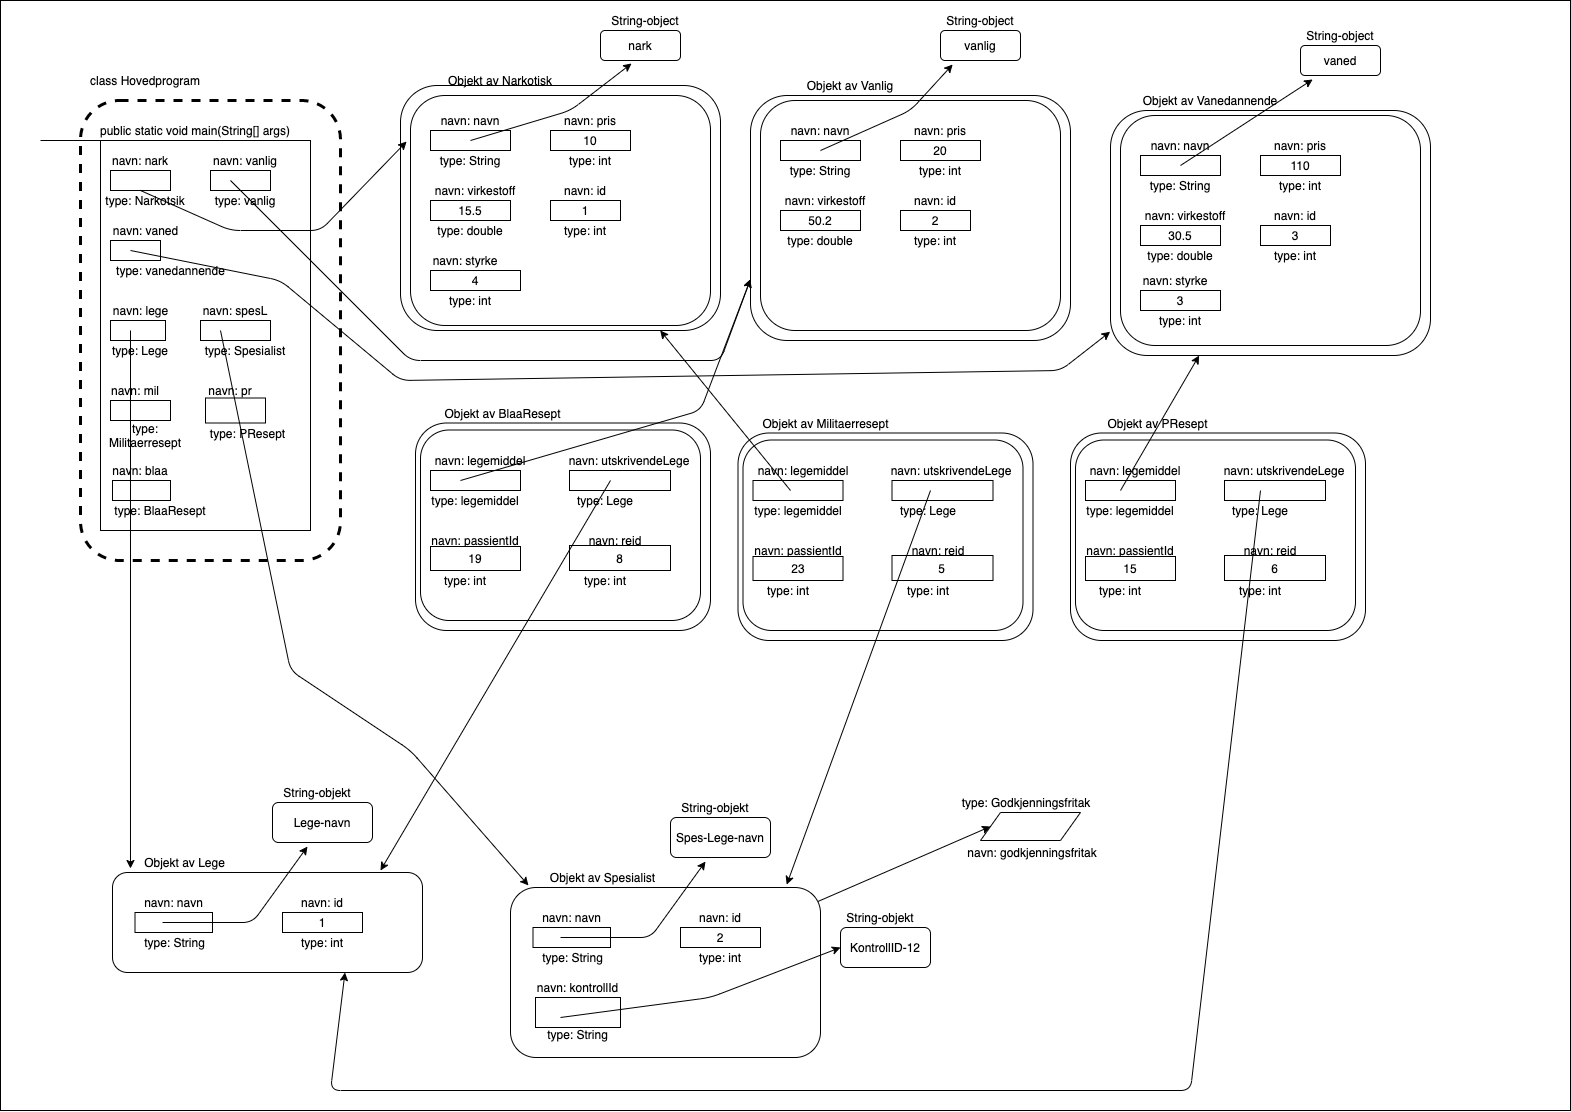 class Hovedprogram
public static void main(String[] args)
navn: nark
type: Narkotsik
navn: vanlig
type: vanlig
navn: vaned
type: vanedannende
navn: lege
type: Lege
navn: spesL
type: Spesialist
navn: mil
type:
Militaerresept
navn: pr
type: PResept
navn: blaa
type: BlaaResept
String-object
nark
Objekt av Narkotisk
navn: navn
type: String
navn: pris
10
type: int
navn: virkestoff
15.5
type: double
navn: id
1
type: int
navn: styrke
4
type: int
String-object
vanlig
Objekt av Vanlig
navn: navn
type: String
navn: pris
20
type: int
navn: virkestoff
50.2
type: double
navn: id
2
type: int
String-object
vaned
Objekt av Vanedannende
navn: navn
type: String
navn: pris
110
type: int
navn: virkestoff
30.5
type: double
navn: id
3
type: int
navn: styrke
3
type: int
Objekt av BlaaResept
navn: legemiddel
type: legemiddel
navn: utskrivendeLege
type: Lege
navn: passientId
19
type: int
navn: reid
8
type: int
Objekt av Militaerresept
navn: legemiddel
type: legemiddel
navn: utskrivendeLege
type: Lege
navn: passientId
23
type: int
navn: reid
5
type: int
Objekt av PResept
navn: legemiddel
type: legemiddel
navn: utskrivendeLege
type: Lege
navn: passientId
15
type: int
navn: reid
6
type: int
String-objekt
Lege-navn
Objekt av Lege
navn: navn
type: String
navn: id
1
type: int
String-objekt
Spes-Lege-navn
Objekt av Spesialist
navn: navn
type: String
navn: id
2
type: int
navn: kontrollId
type: String
type: Godkjenningsfritak
navn: godkjenningsfritak
String-objekt
KontrollID-12